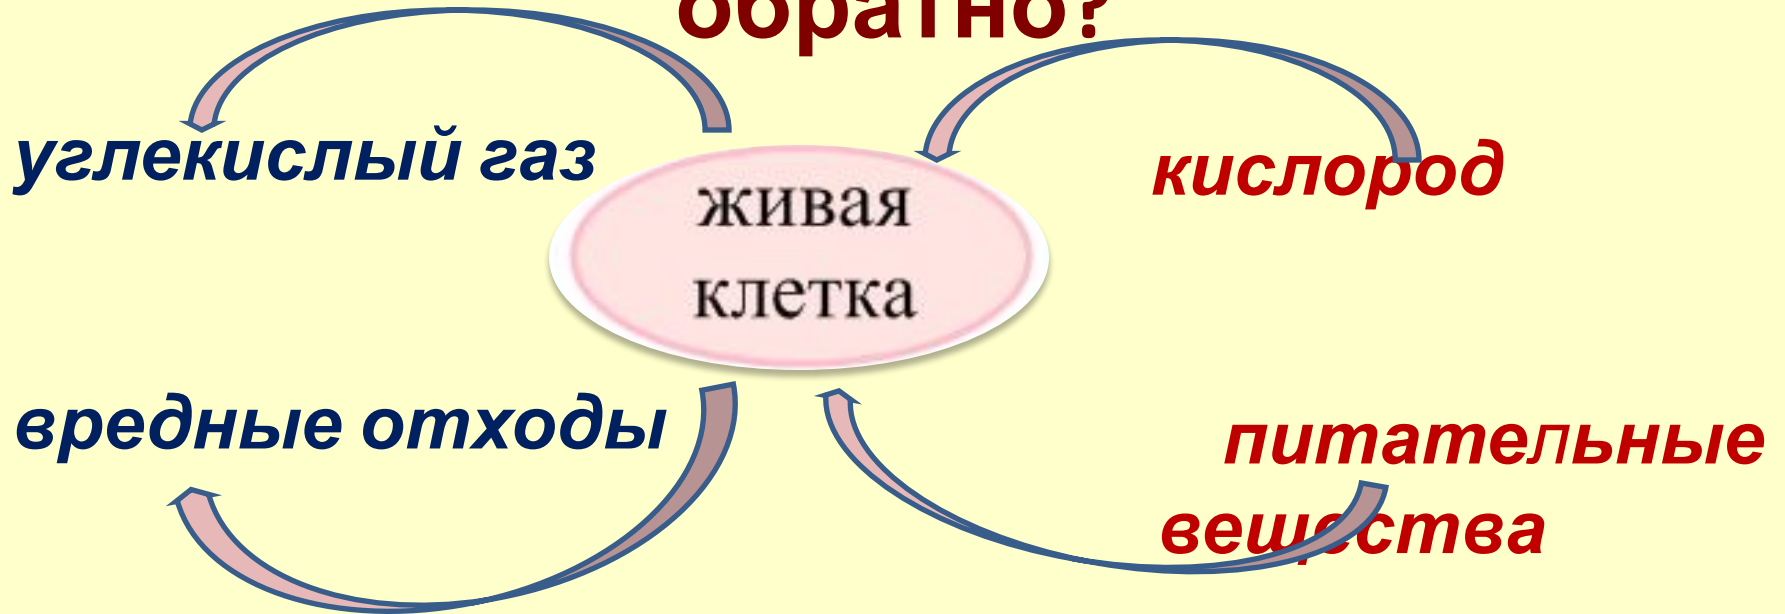 обратно?
углекислый газ
кислород
живая
клетка
вредные отходы
питательные
вещества